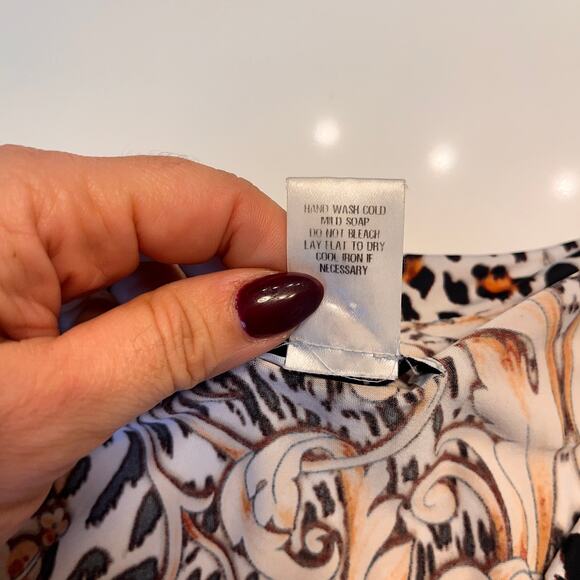 HAND WASH COLD
MILD SOAP
DO NOT BLEACH
LAY FLAT TO DRY
COOL IRON IF
NECESSARY